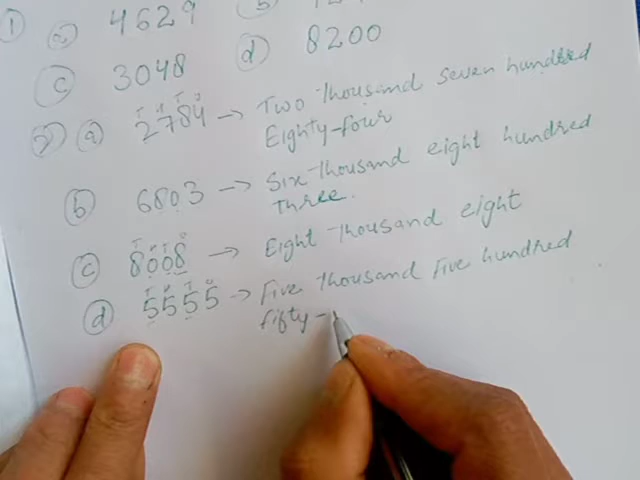 ① ⓐ 4629 ⓑ
ⓒ 3048 ⓓ 8200
② ⓐ 2784 → Two thousand seven hundred
Eighty-four
ⓑ 6803 → Six thousand eight hundred
three.
ⓒ 8008 → Eight thousand eight
ⓓ 5555 → Five thousand Five hundred
fifty-